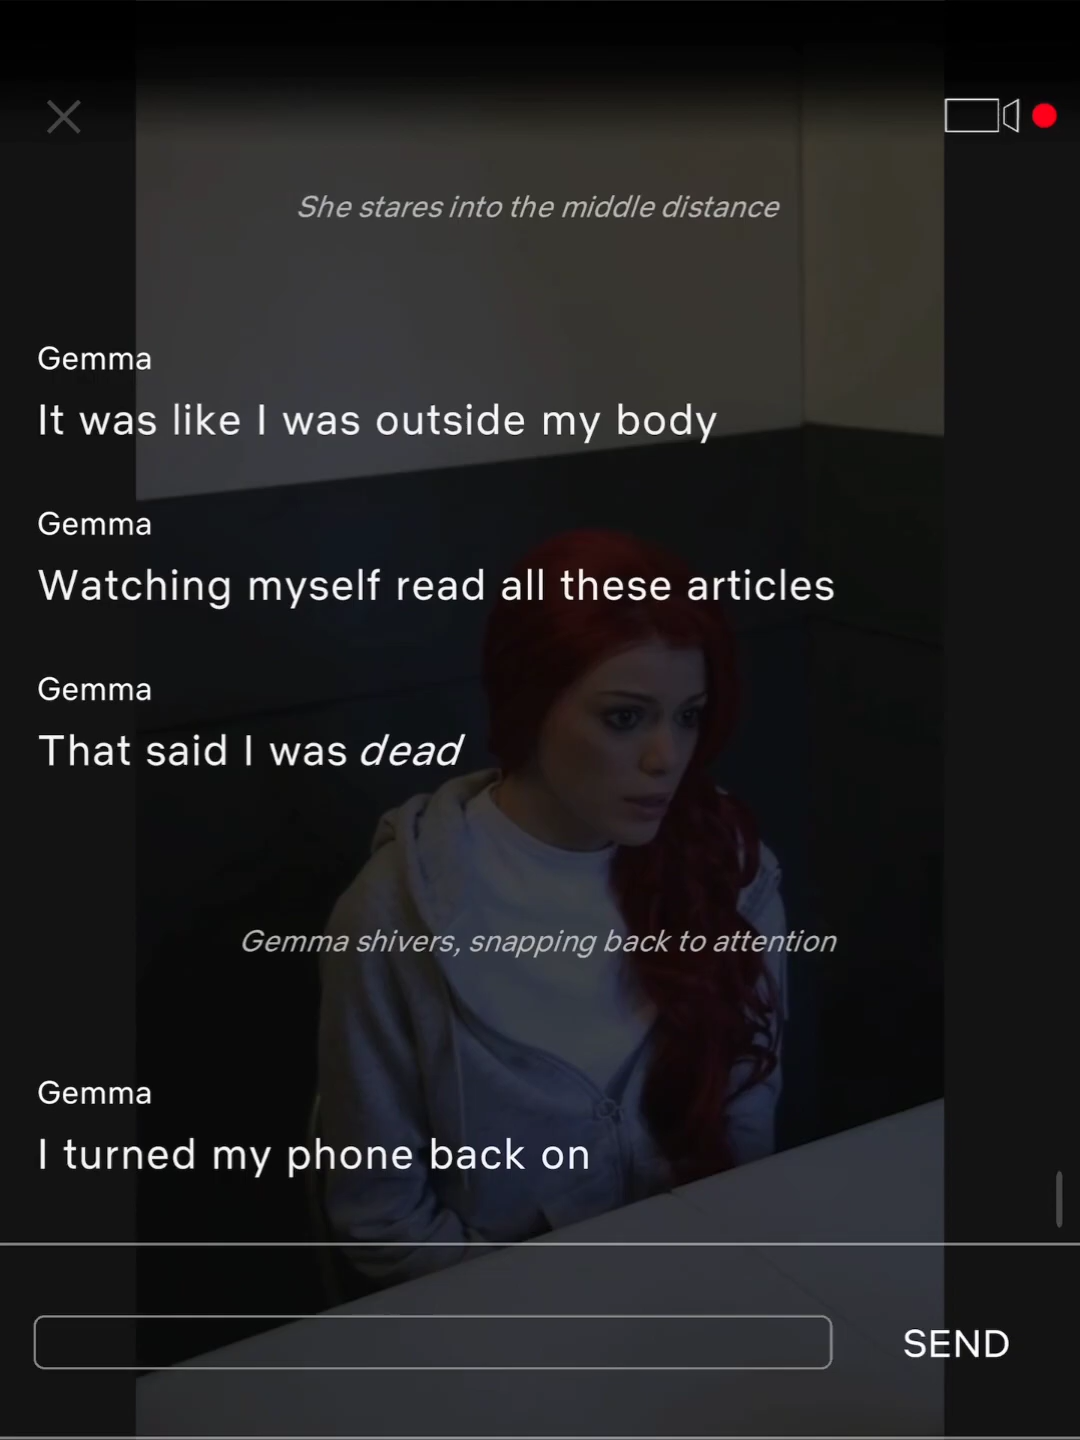 She stares into the middle distance
Gemma
It was like I was outside my body
Gemma
Watching myself read all these articles
Gemma
That said I was dead
Gemma shivers, snapping back to attention
Gemma
I turned my phone back on
SEND